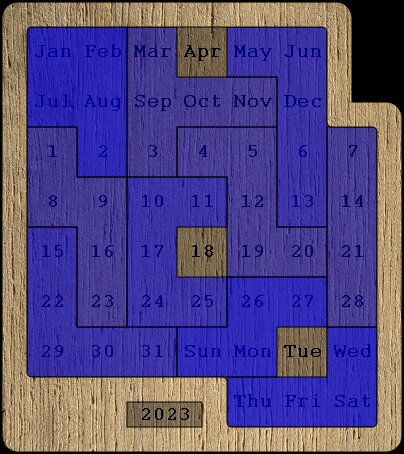 Jan Feb Mar Apr May Jun
Jul Aug Sep Oct Nov Dec
1 2 3 4 5 6 7
8 9 10 11 12 13 14
15 16 17 18 19 20 21
22 23 24 25 26 27 28
29 30 31 Sun Mon Tue Wed
Thu Fri Sat
2023